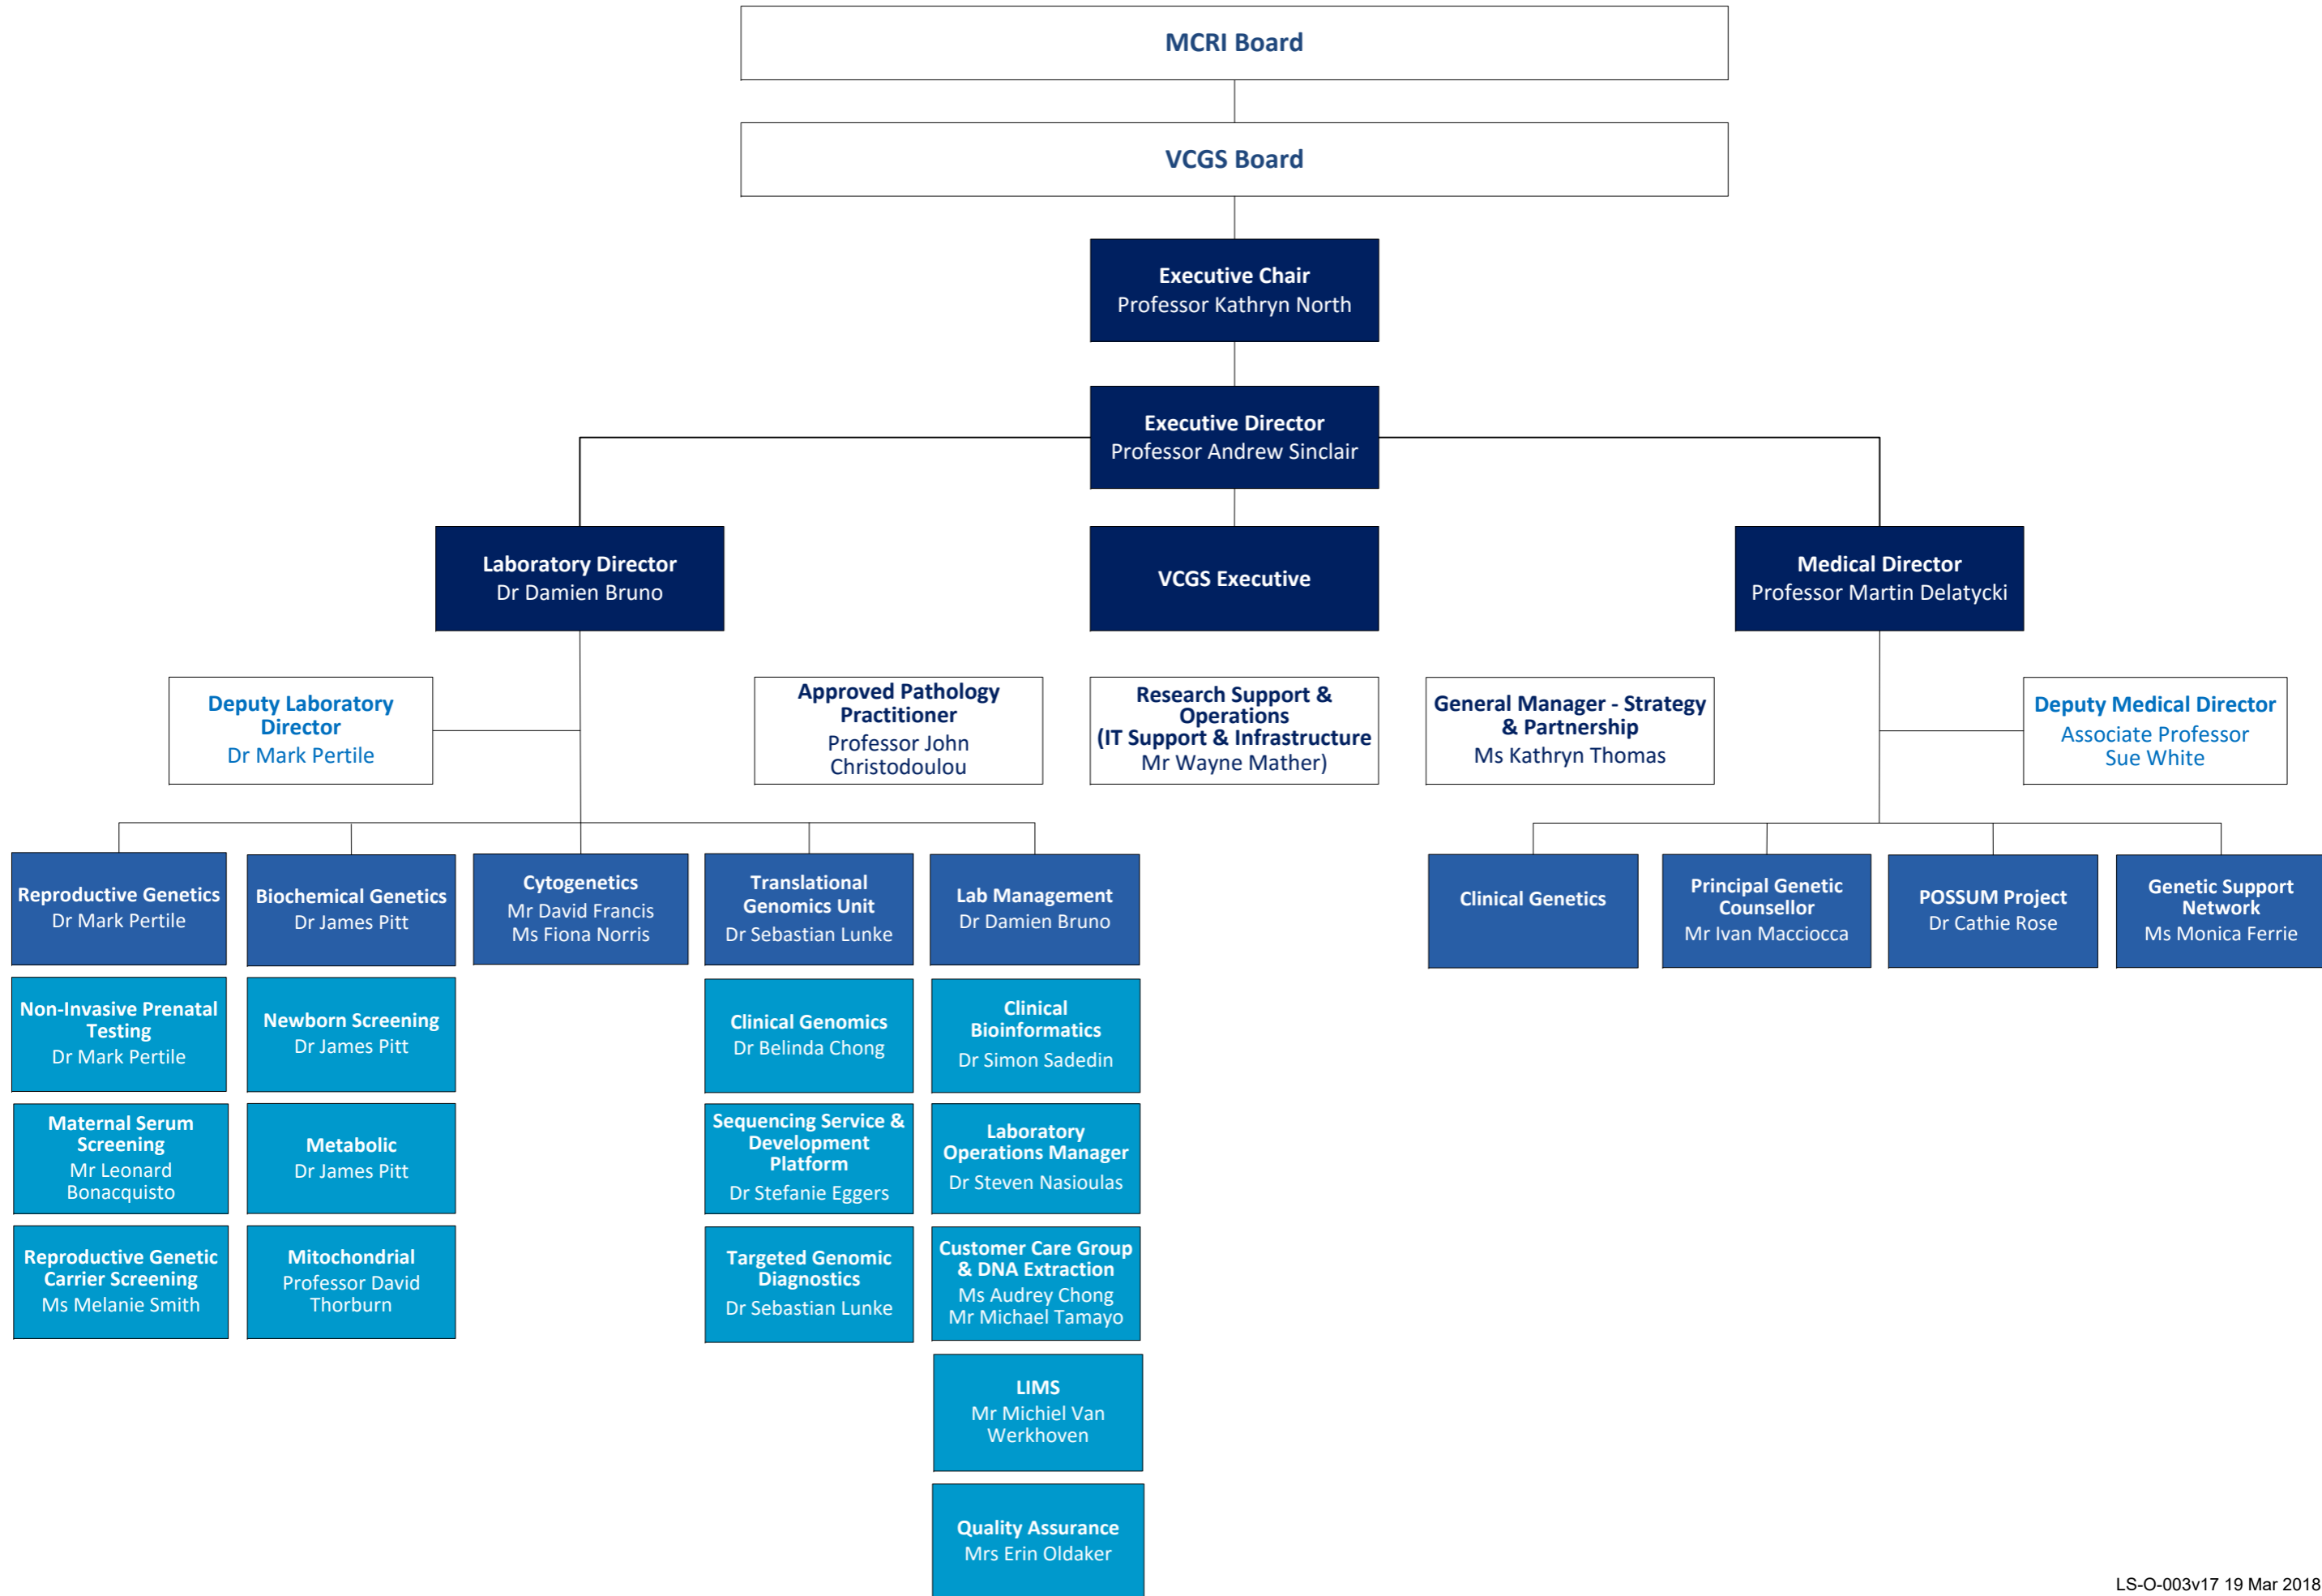 MCRI Board
VCGS Board
Executive Chair
Professor Kathryn North
Executive Director
Professor Andrew Sinclair
Laboratory Director
Dr Damien Bruno
VCGS Executive
Medical Director
Professor Martin Delatycki
Deputy Laboratory
Director
Dr Mark Pertile
Approved Pathology
Practitioner
Professor John
Christodoulou
Research Support &
Operations
(IT Support & Infrastructure
Mr Wayne Mather)
General Manager - Strategy
& Partnership
Ms Kathryn Thomas
Deputy Medical Director
Associate Professor
Sue White
Reproductive Genetics
Dr Mark Pertile
Biochemical Genetics
Dr James Pitt
Cytogenetics
Mr David Francis
Ms Fiona Norris
Translational
Genomics Unit
Dr Sebastian Lunke
Lab Management
Dr Damien Bruno
Clinical Genetics
Principal Genetic
Counsellor
Mr Ivan Macciocca
POSSUM Project
Dr Cathie Rose
Genetic Support
Network
Ms Monica Ferrie
Non-Invasive Prenatal
Testing
Dr Mark Pertile
Newborn Screening
Dr James Pitt
Clinical Genomics
Dr Belinda Chong
Clinical
Bioinformatics
Dr Simon Sadedin
Maternal Serum
Screening
Mr Leonard
Bonacquisto
Metabolic
Dr James Pitt
Sequencing Service &
Development
Platform
Dr Stefanie Eggers
Laboratory
Operations Manager
Dr Steven Nasioulas
Reproductive Genetic
Carrier Screening
Ms Melanie Smith
Mitochondrial
Professor David
Thorburn
Targeted Genomic
Diagnostics
Dr Sebastian Lunke
Customer Care Group
& DNA Extraction
Ms Audrey Chong
Mr Michael Tamayo
LIMS
Mr Michiel Van
Werkhoven
Quality Assurance
Mrs Erin Oldaker
LS-O-003v17 19 Mar 2018